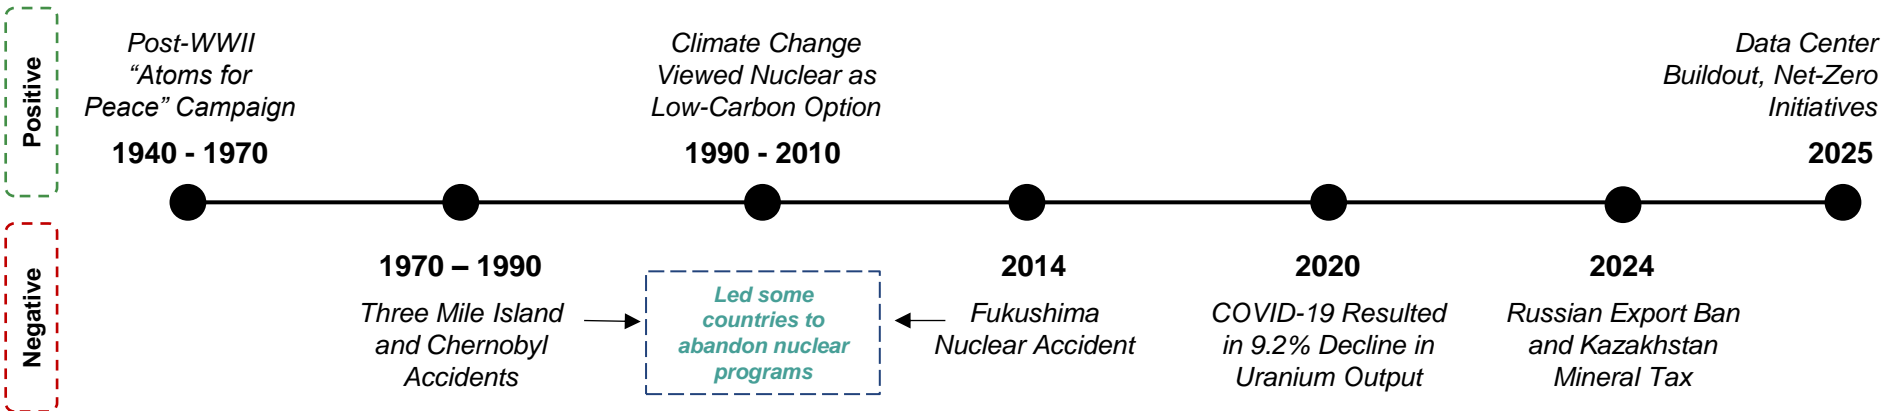 Positive
Post-WWII
“Atoms for
Peace” Campaign
1940 - 1970
Climate Change
Viewed Nuclear as
Low-Carbon Option
1990 - 2010
Data Center
Buildout, Net-Zero
Initiatives
2025
Negative
1970 – 1990
Three Mile Island
and Chernobyl
Accidents
Led some
countries to
abandon nuclear
programs
2014
Fukushima
Nuclear Accident
2020
COVID-19 Resulted
in 9.2% Decline in
Uranium Output
2024
Russian Export Ban
and Kazakhstan
Mineral Tax